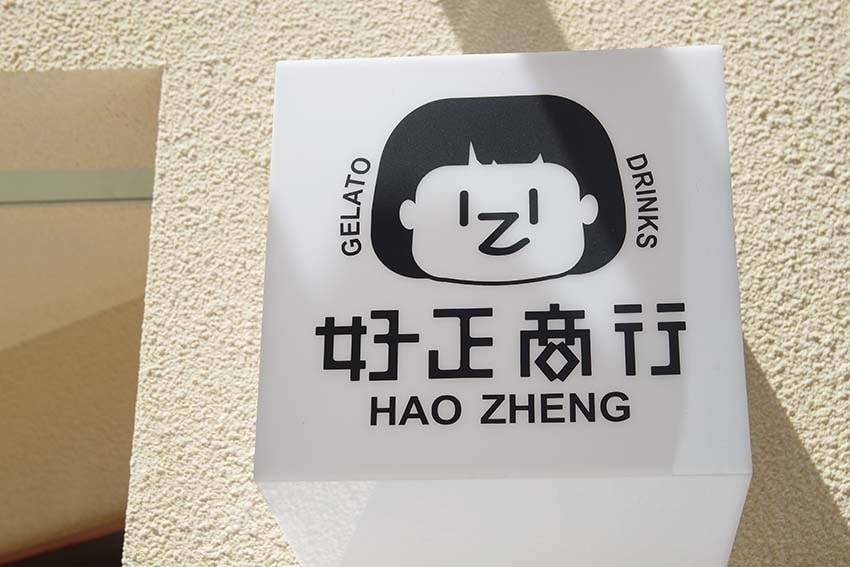 GELATO
DRINKS
好正商行
HAO ZHENG